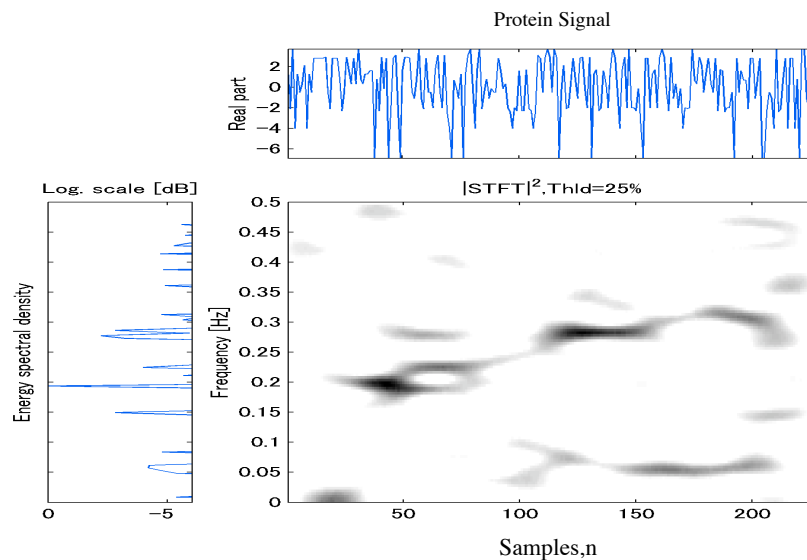 Protein Signal
Real part
2
0
−2
−4
−6
Log. scale [dB]
|STFT|²,Thld=25%
Energy spectral density
Frequency [Hz]
0.5
0.45
0.4
0.35
0.3
0.25
0.2
0.15
0.1
0.05
0
0 -5
50 100 150 200
Samples,n